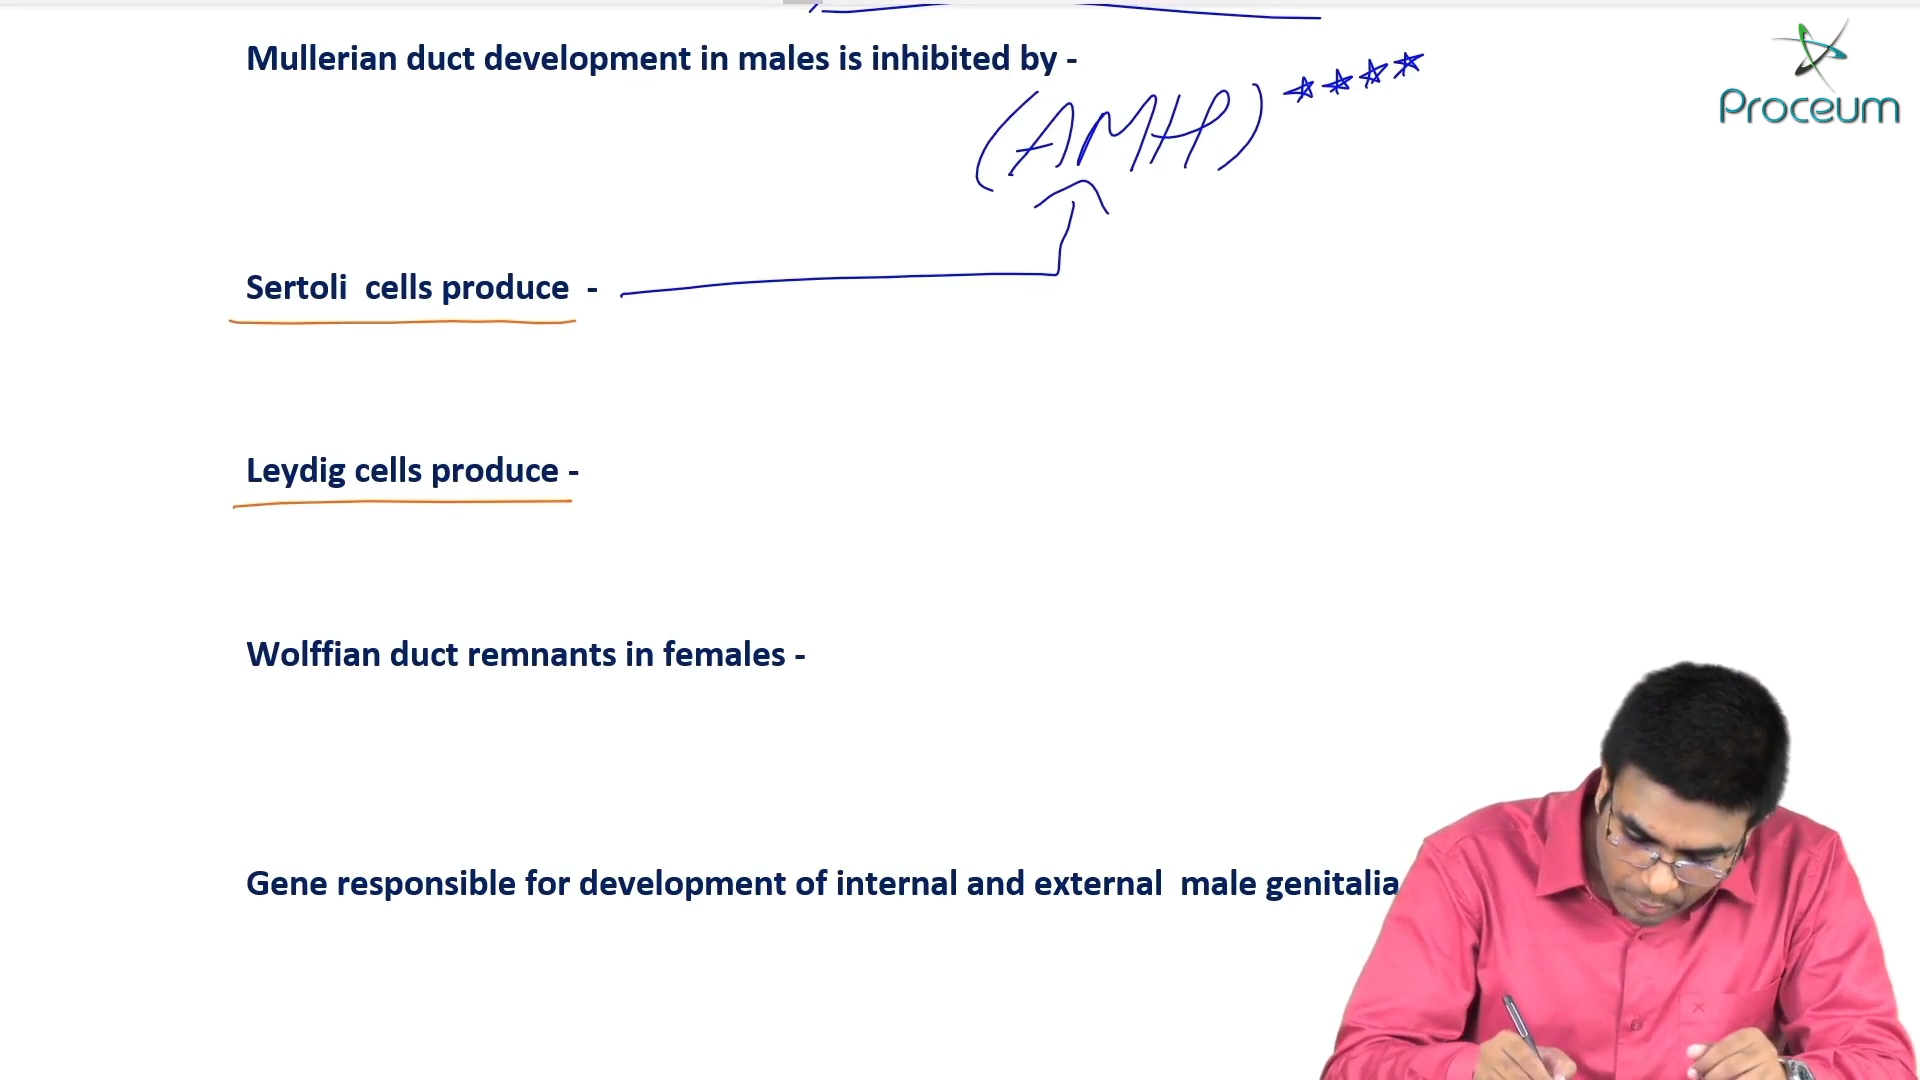 Mullerian duct development in males is inhibited by -
(AMH)
Proceum
Sertoli cells produce -
Leydig cells produce -
Wolffian duct remnants in females -
Gene responsible for development of internal and external male genitalia